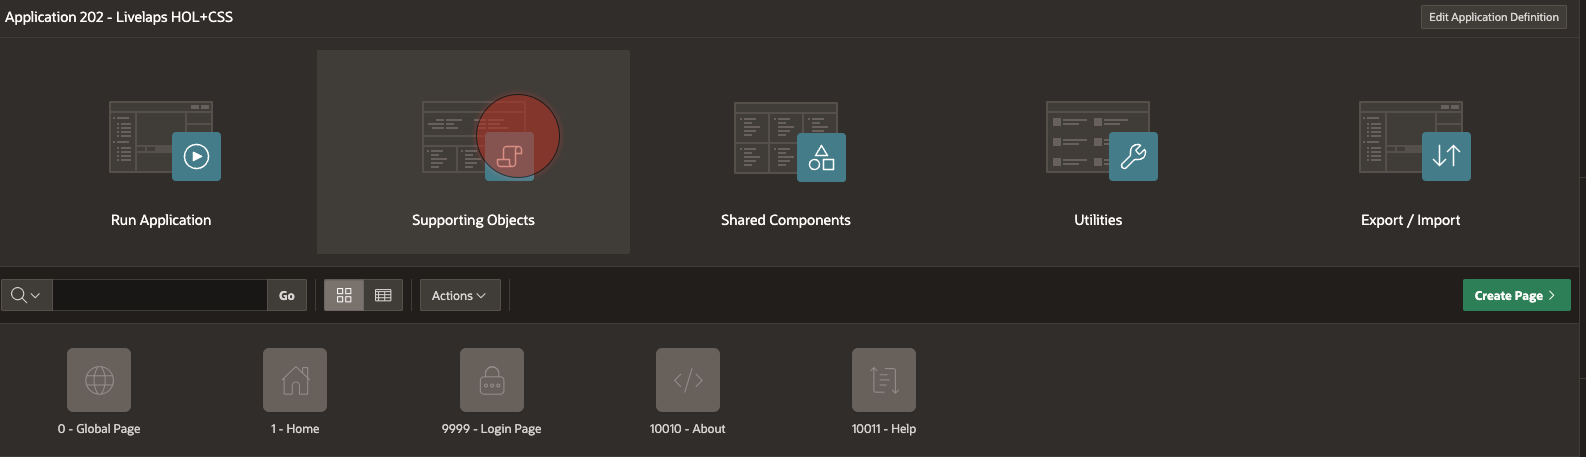 Application 202 - Livelaps HOL+CSS
Edit Application Definition
Run Application
Supporting Objects
Shared Components
Utilities
Export / Import
Go
Actions
Create Page
0 - Global Page
1 - Home
9999 - Login Page
10010 - About
10011 - Help